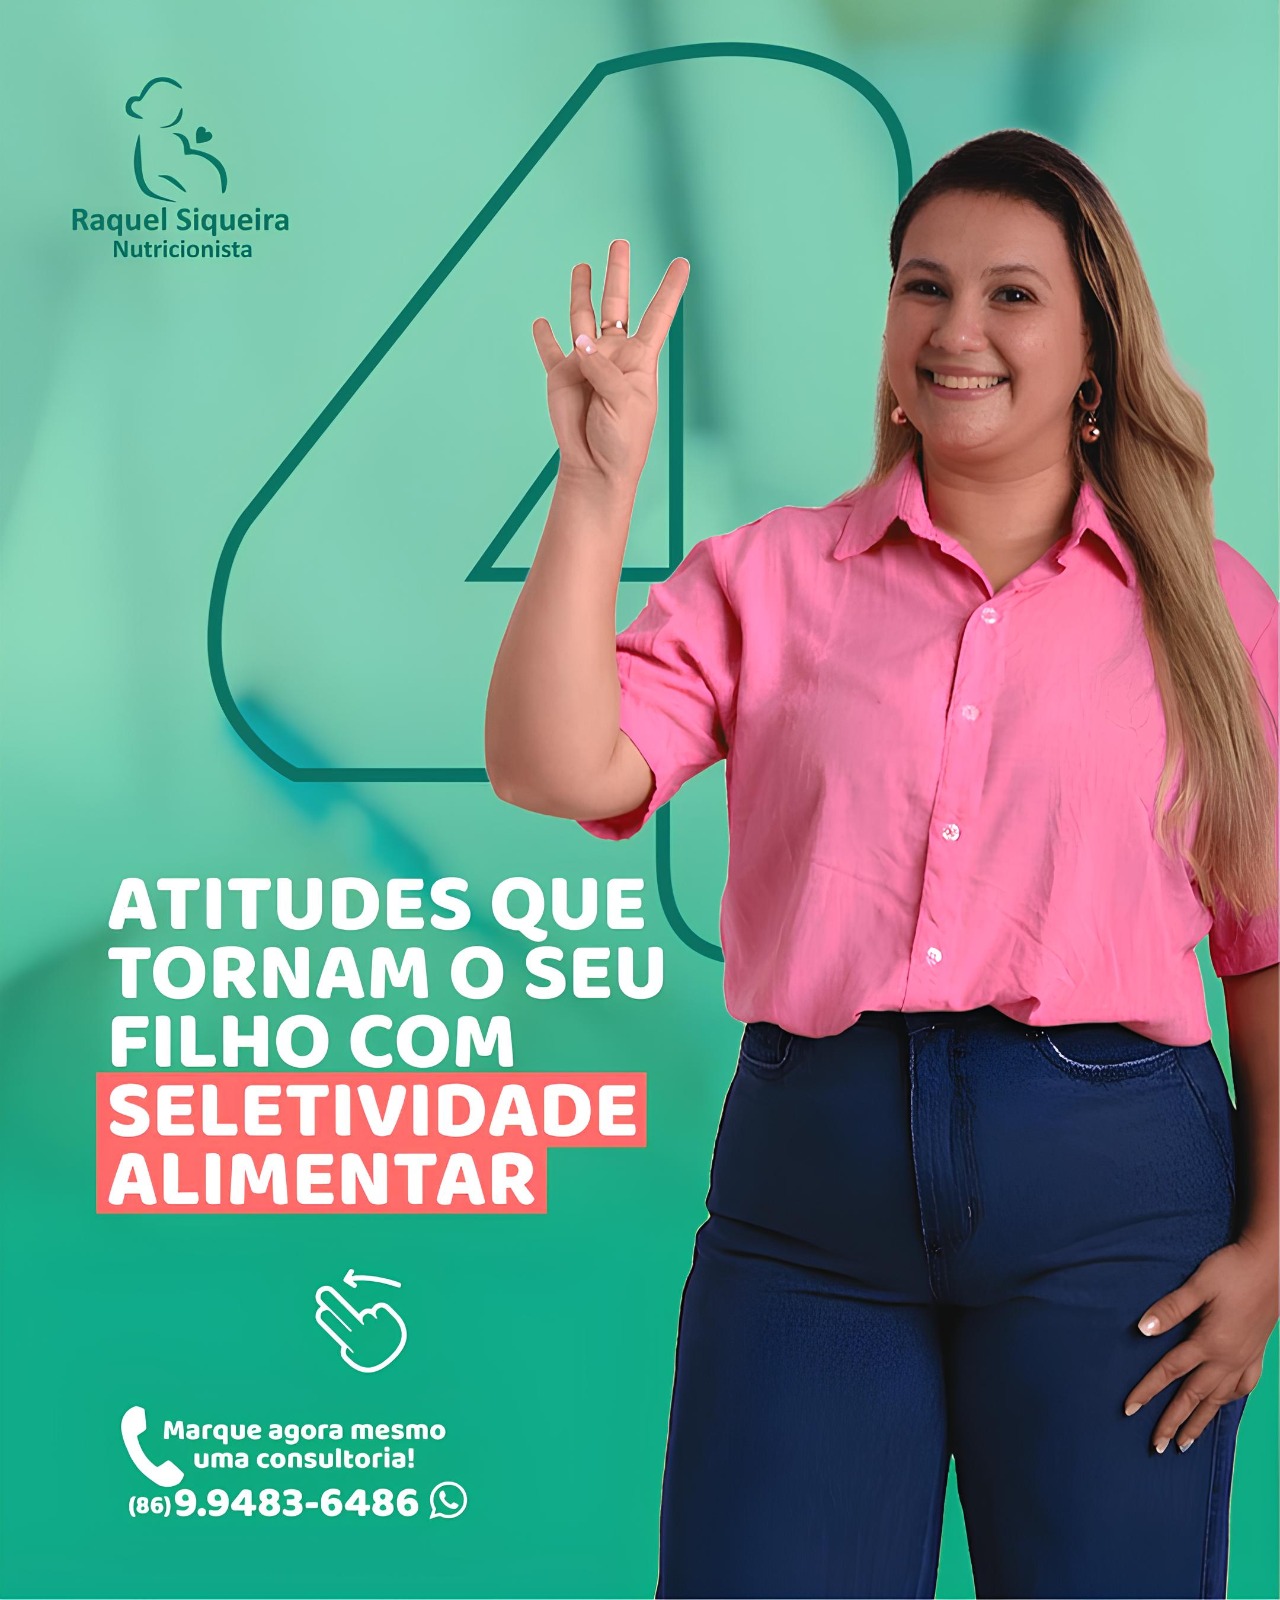 Raquel Siqueira
Nutricionista
4
ATITUDES QUE
TORNAM O SEU
FILHO COM
SELETIVIDADE
ALIMENTAR
Marque agora mesmo
uma consultoria!
(86) 9.9483-6486